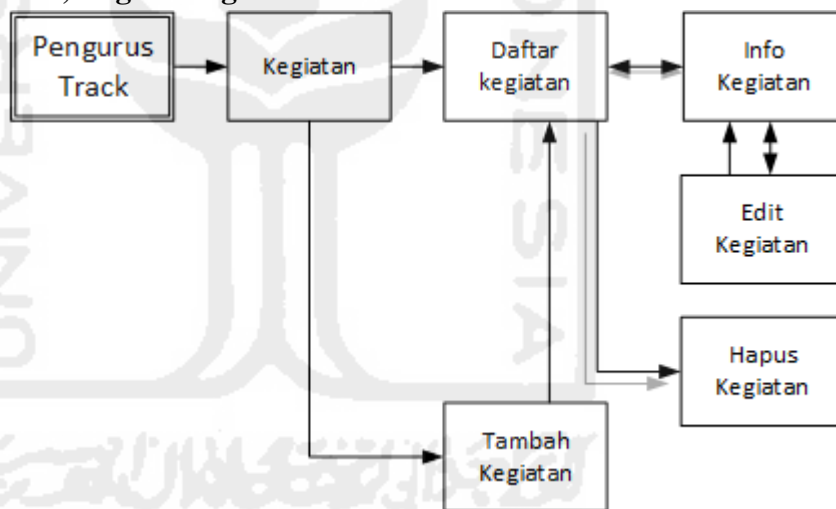 Pengurus
Track
Kegiatan
Daftar
kegiatan
Info
Kegiatan
Edit
Kegiatan
Hapus
Kegiatan
Tambah
Kegiatan